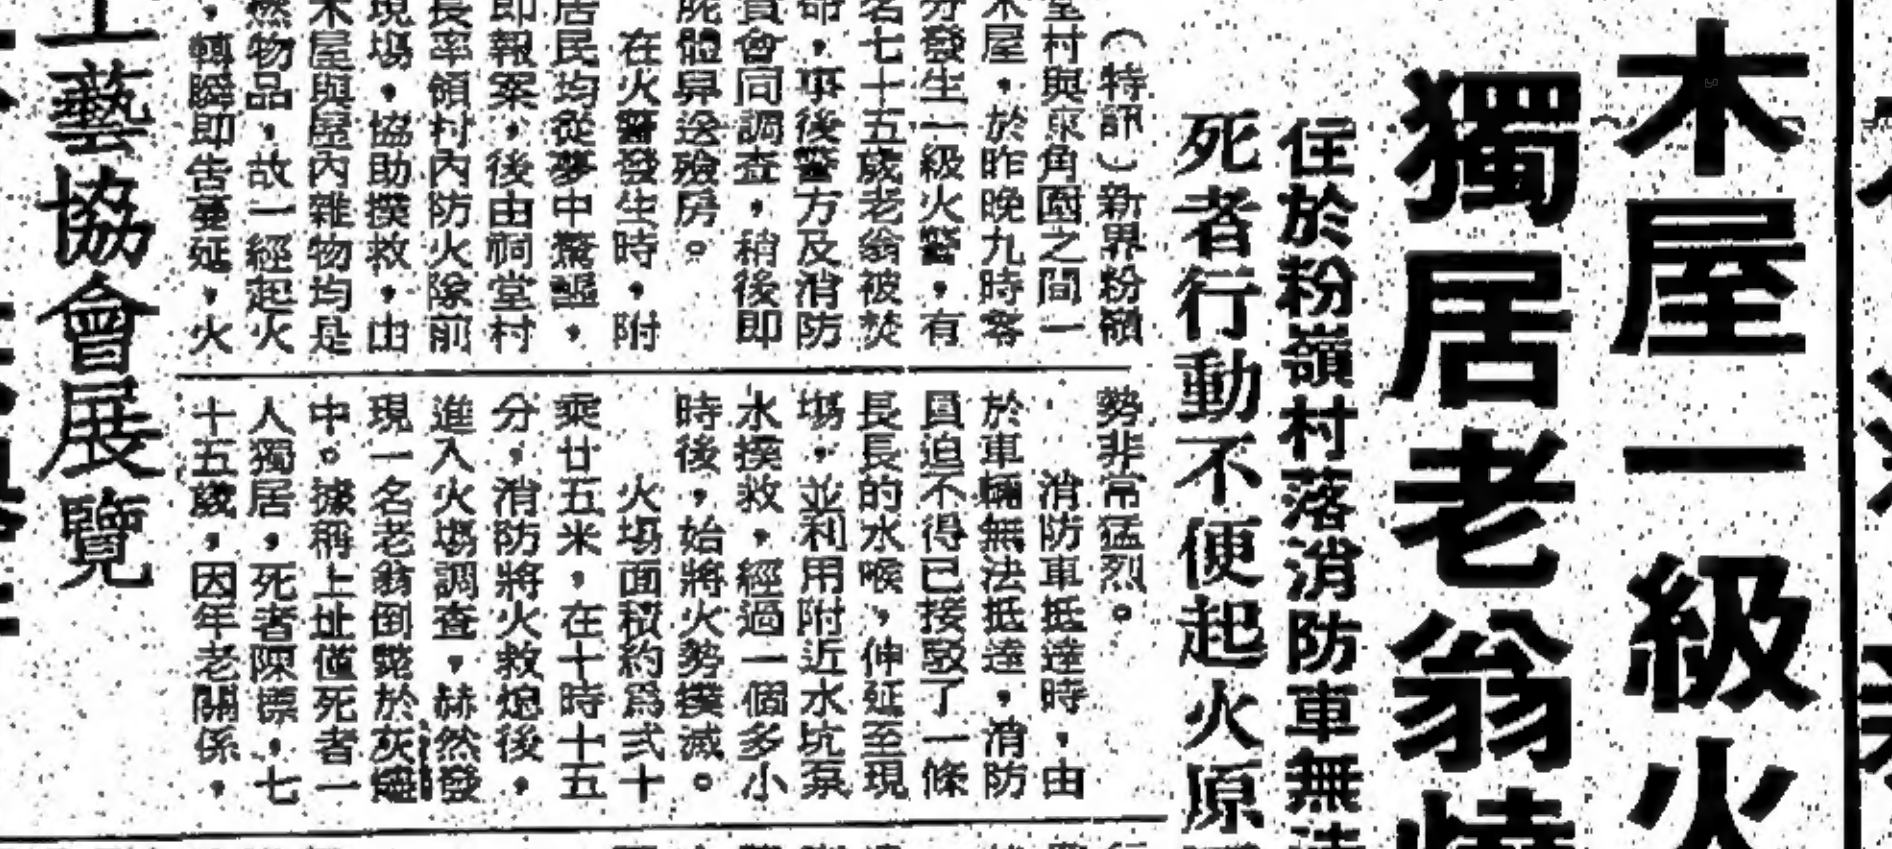 木屋一級火
獨居老翁燒
住於粉嶺村落消防車無法
死者行動不便起火原
（特訊）新界粉嶺
堂村與東角園之間一
木屋，於昨晚九時零
分發生一級火警，有
名七十五歲老翁被焚
命，事後警方及消防
員會同調查，稍後即
屍體舁送殮房。
在火警發生時，附
居民均從夢中驚醒，
即報案，後由祠堂村
長率領村內防火隊前
現塲，協助撲救，由
木屋與屋內雜物均是
燃物品，故一經起火
，轉瞬即告蔓延，火
勢非常猛烈。
消防車抵達時，由
於車輛無法抵達，消防
員迫不得已接駁了一條
長長的水喉，伸延至現
塲，並利用附近水坑泵
水撲救，經過一個多小
時後，始將火勢撲滅。
火塲面積約爲式十
乘廿五米，在十時十五
分，消防將火救熄後，
進入火塲調查，赫然發
現一名老翁倒斃於灰燼
中。據稱上址僅死者一
人獨居，死者陳標，七
十五歲，因年老關係，
藝協會展覽